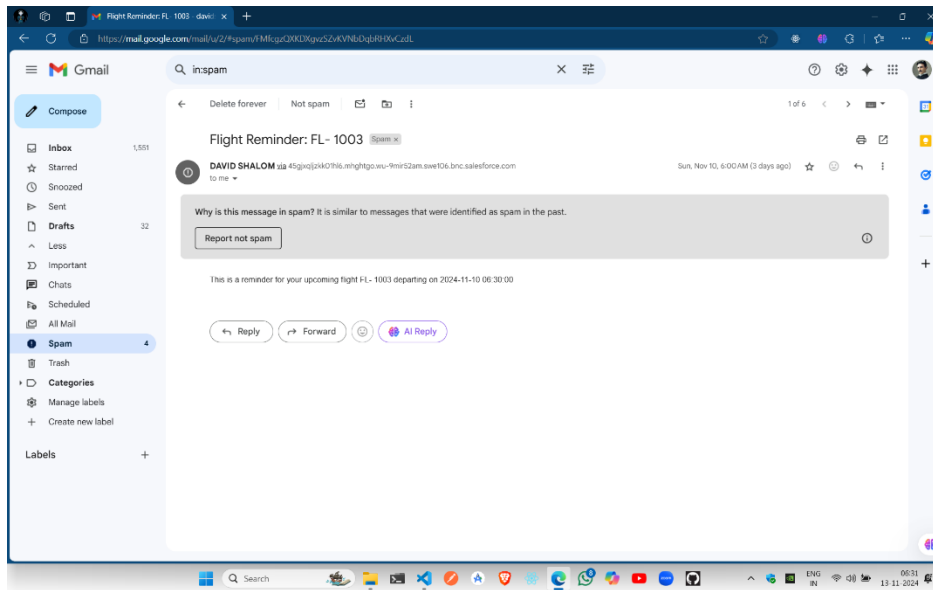 Flight Reminder: FL- 1003 - david
https://mail.google.com/mail/u/2/#spam/FMfcgzQXKDXgvzSZvKVNbDqbRHXvCzdL
Gmail
in:spam
Compose
Delete forever
Not spam
1 of 6
Flight Reminder: FL- 1003
Spam ×
Inbox 1,551
Starred
Snoozed
Sent
Drafts 32
Less
Important
Chats
Scheduled
All Mail
Spam 4
Trash
Categories
Manage labels
Create new label
Labels
DAVID SHALOM via
Sun, Nov 10, 6:00 AM (3 days ago)
to me
Why is this message in spam? It is similar to messages that were identified as spam in the past.
Report not spam
This is a reminder for your upcoming flight FL- 1003 departing on 2024-11-10 06:30:00
Reply
Forward
AI Reply
Search
ENG
IN
06:31
13-11-2024